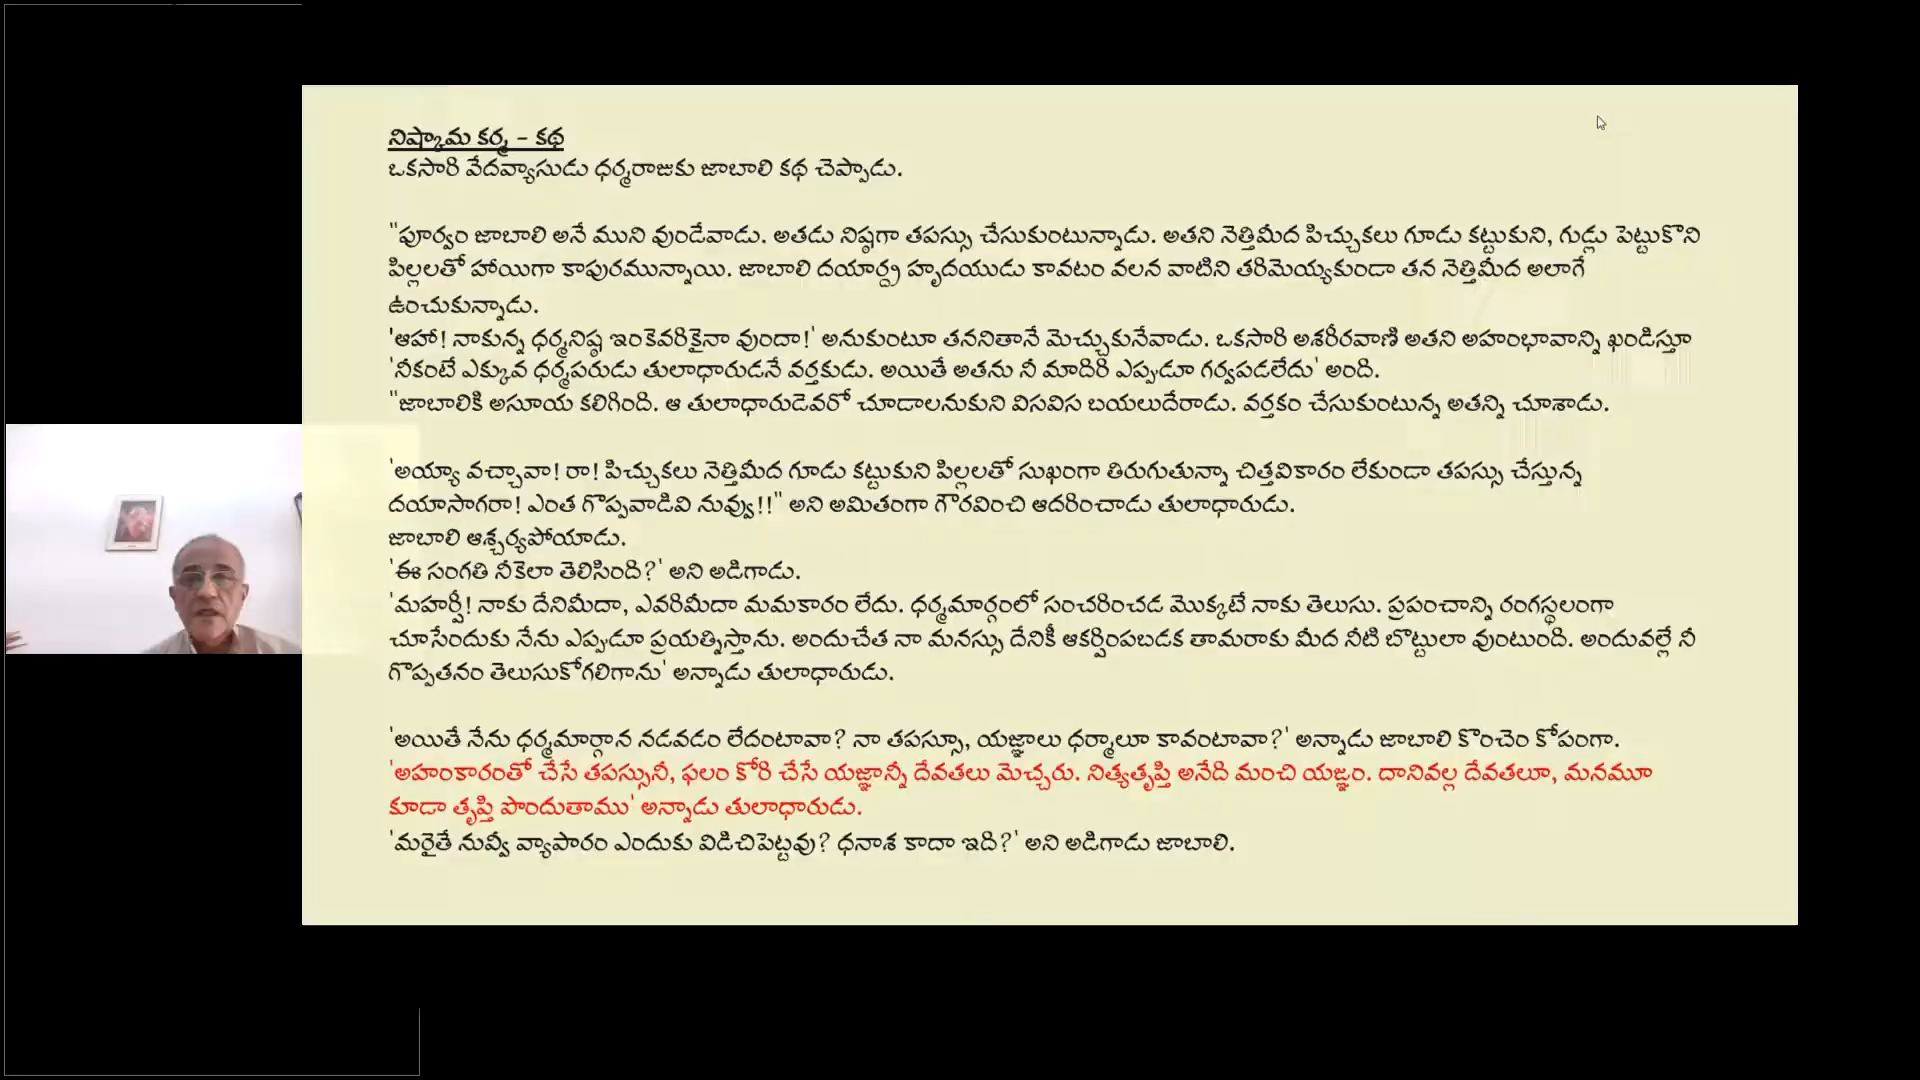 నిష్కామ కర్మ – కథ
ఒకసారి వేదవ్యాసుడు ధర్మరాజుకు జాబాలి కథ చెప్పాడు.
"పూర్వం జాబాలి అనే ముని వుండేవాడు. అతడు నిష్ఠగా తపస్సు చేసుకుంటున్నాడు. అతని నెత్తిమీద పిచ్చుకలు గూడు కట్టుకుని, గుడ్లు పెట్టుకొని
పిల్లలతో హాయిగా కాపురమున్నాయి. జాబాలి దయార్ద్ర హృదయుడు కావటం వలన వాటిని తరిమెయ్యకుండా తన నెత్తిమీద అలాగే
ఉంచుకున్నాడు.
'ఆహా! నాకున్న ధర్మనిష్ఠ ఇంకెవరికైనా వుందా!' అనుకుంటూ తననితానే మెచ్చుకునేవాడు. ఒకసారి అశరీరవాణి అతని అహంభావాన్ని ఖండిస్తూ
'నీకంటే ఎక్కువ ధర్మపరుడు తులాధారుడనే వర్తకుడు. అయితే అతను నీ మాదిరి ఎప్పుడూ గర్వపడలేదు' అంది.
"జాబాలికి అసూయ కలిగింది. ఆ తులాధారుడెవరో చూడాలనుకుని విసవిస బయలుదేరాడు. వర్తకం చేసుకుంటున్న అతన్ని చూశాడు.
'అయ్యా వచ్చావా! రా! పిచ్చుకలు నెత్తిమీద గూడు కట్టుకుని పిల్లలతో సుఖంగా తిరుగుతున్నా చిత్తవికారం లేకుండా తపస్సు చేస్తున్న
దయాసాగరా! ఎంత గొప్పవాడివి నువ్వు!!" అని అమితంగా గౌరవించి ఆదరించాడు తులాధారుడు.
జాబాలి ఆశ్చర్యపోయాడు.
'ఈ సంగతి నీకెలా తెలిసింది?' అని అడిగాడు.
'మహర్షీ! నాకు దేనిమీదా, ఎవరిమీదా మమకారం లేదు. ధర్మమార్గంలో సంచరించడ మొక్కటే నాకు తెలుసు. ప్రపంచాన్ని రంగస్థలంగా
చూసేందుకు నేను ఎప్పుడూ ప్రయత్నిస్తాను. అందుచేత నా మనస్సు దేనికీ ఆకర్షింపబడక తామరాకు మీద నీటి బొట్టులా వుంటుంది. అందువల్లే నీ
గొప్పతనం తెలుసుకోగలిగాను' అన్నాడు తులాధారుడు.
'అయితే నేను ధర్మమార్గాన నడవడం లేదంటావా? నా తపస్సూ, యజ్ఞాలు ధర్మాలూ కావంటావా?' అన్నాడు జాబాలి కొంచెం కోపంగా.
'అహంకారంతో చేసే తపస్సునీ, ఫలం కోరి చేసే యజ్ఞాన్నీ దేవతలు మెచ్చరు. నిత్యతృప్తి అనేది మంచి యజ్ఞం. దానివల్ల దేవతలూ, మనమూ
కూడా తృప్తి పొందుతాము' అన్నాడు తులాధారుడు.
'మరైతే నువ్వీ వ్యాపారం ఎందుకు విడిచిపెట్టవు? ధనాశ కాదా ఇది?' అని అడిగాడు జాబాలి.